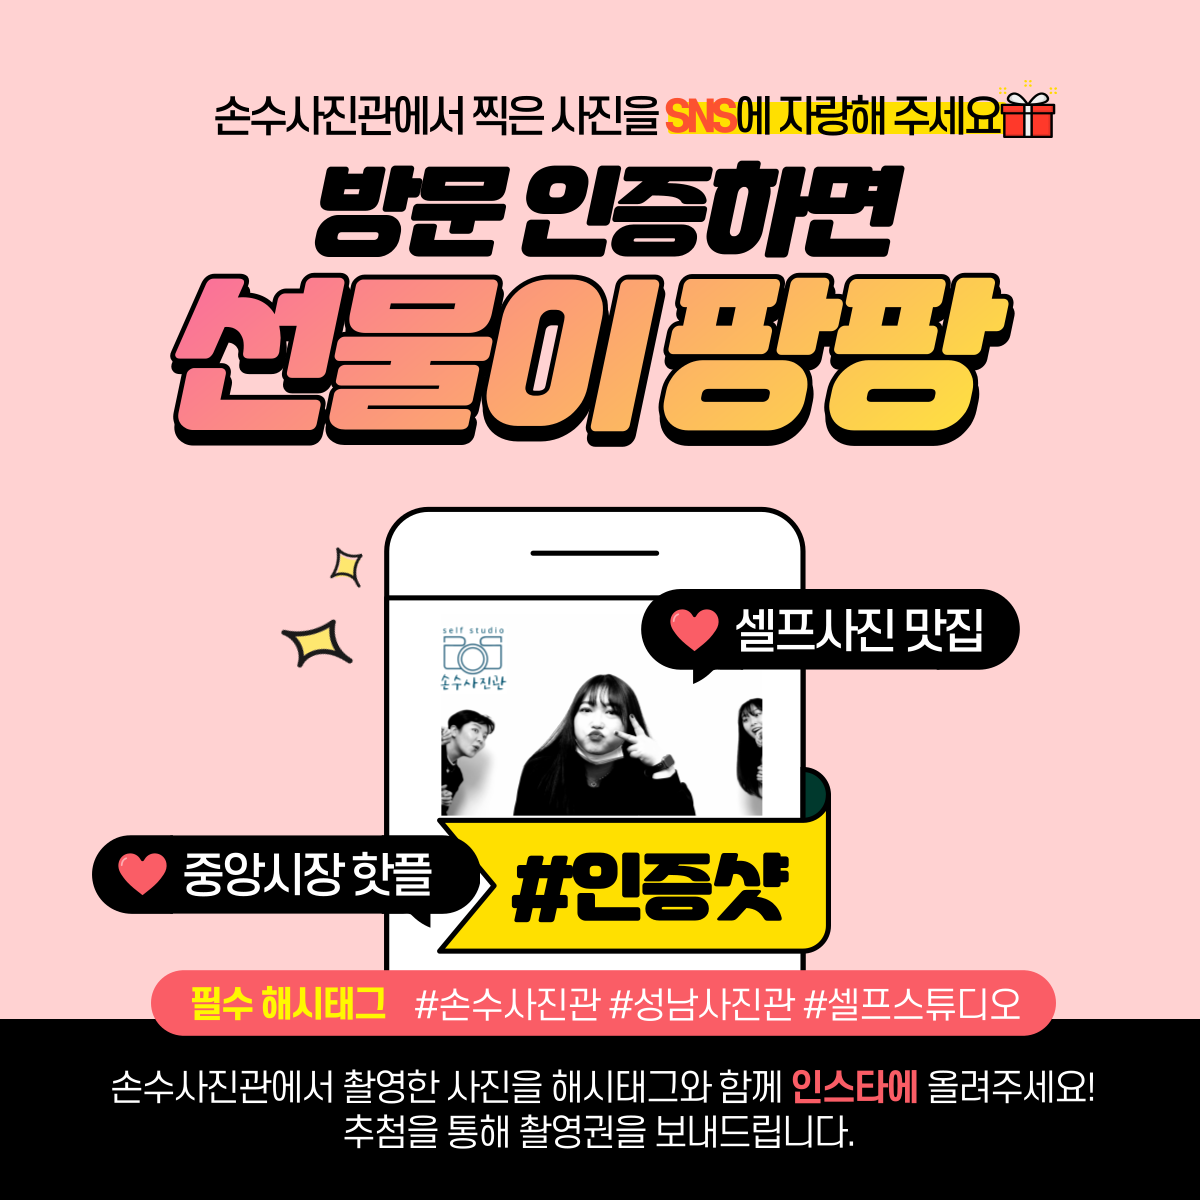 손수사진관에서 찍은 사진을 SNS에 자랑해 주세요
방문 인증하면
선물이 팡팡
셀프사진 맛집
self studio
손수사진관
중앙시장 핫플
#인증샷
필수 해시태그 #손수사진관 #성남사진관 #셀프스튜디오
손수사진관에서 촬영한 사진을 해시태그와 함께 인스타에 올려주세요!
추첨을 통해 촬영권을 보내드립니다.